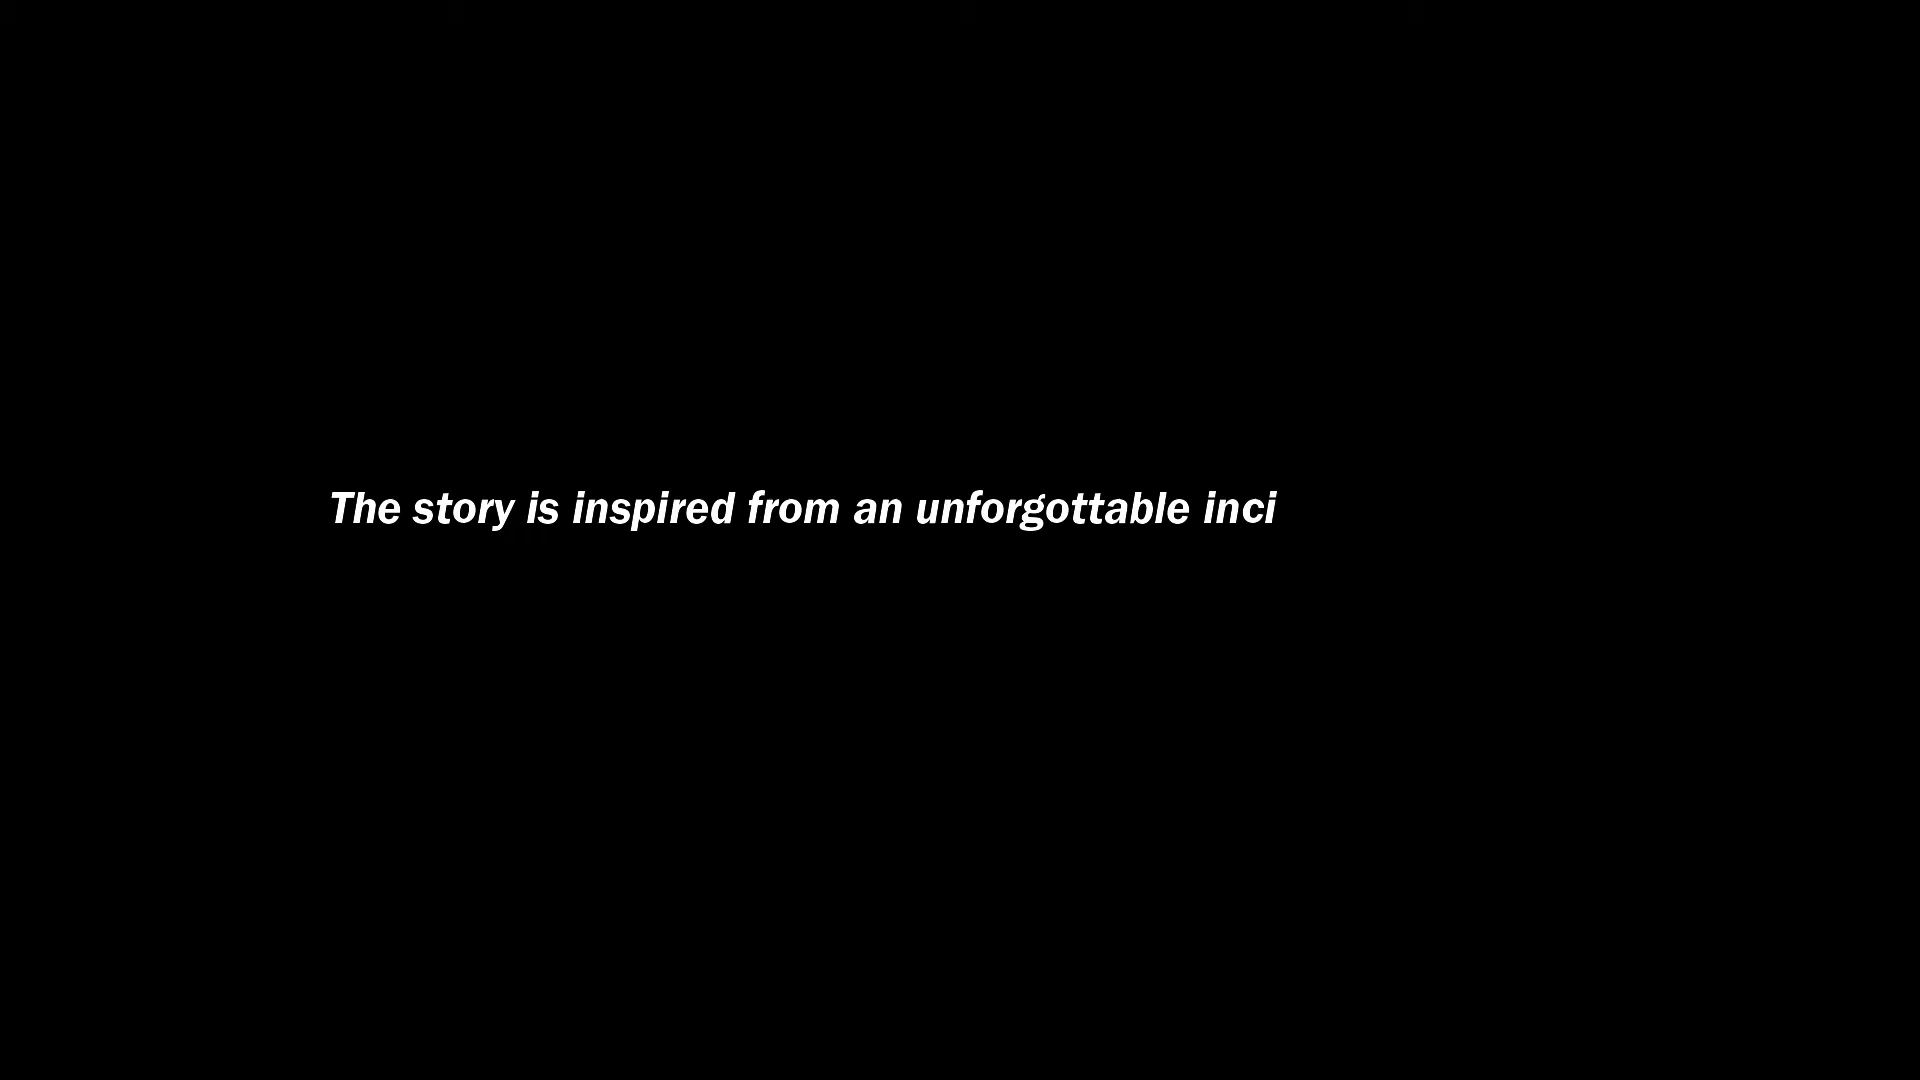 The story is inspired from an unforgottable inci